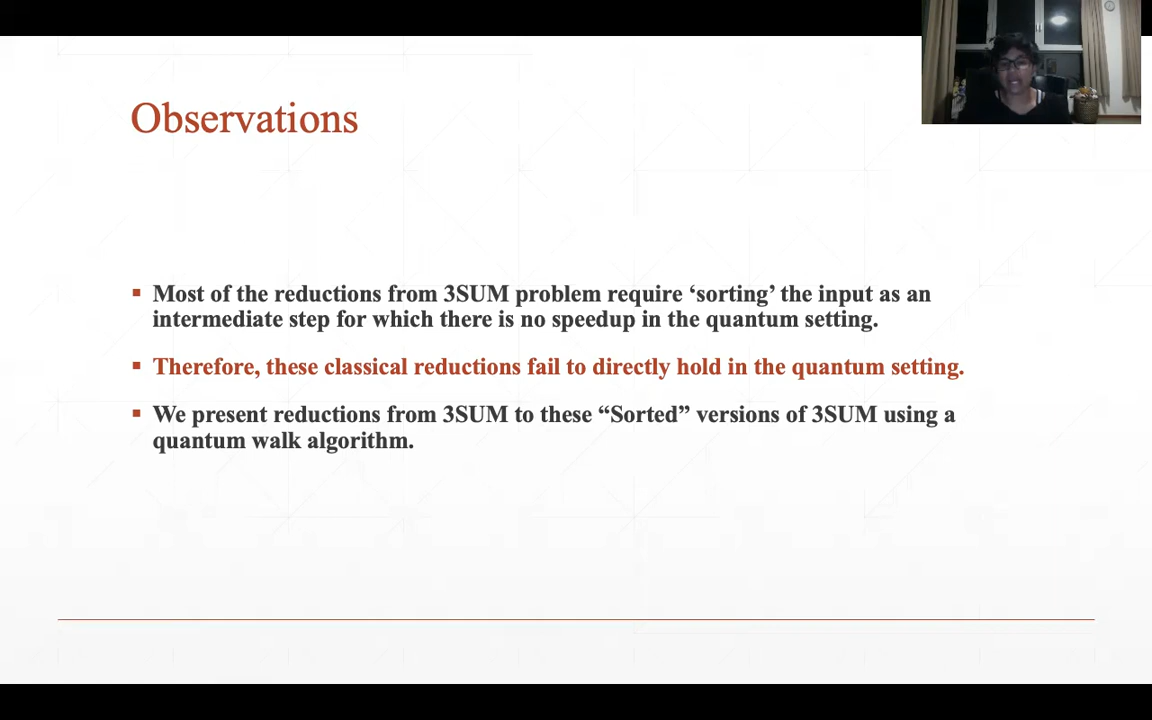 Observations
▪ Most of the reductions from 3SUM problem require ‘sorting’ the input as an
intermediate step for which there is no speedup in the quantum setting.
▪ Therefore, these classical reductions fail to directly hold in the quantum setting.
▪ We present reductions from 3SUM to these “Sorted” versions of 3SUM using a
quantum walk algorithm.